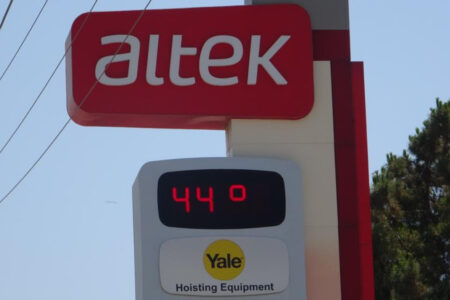 altek
44°
Yale
Hoisting Equipment